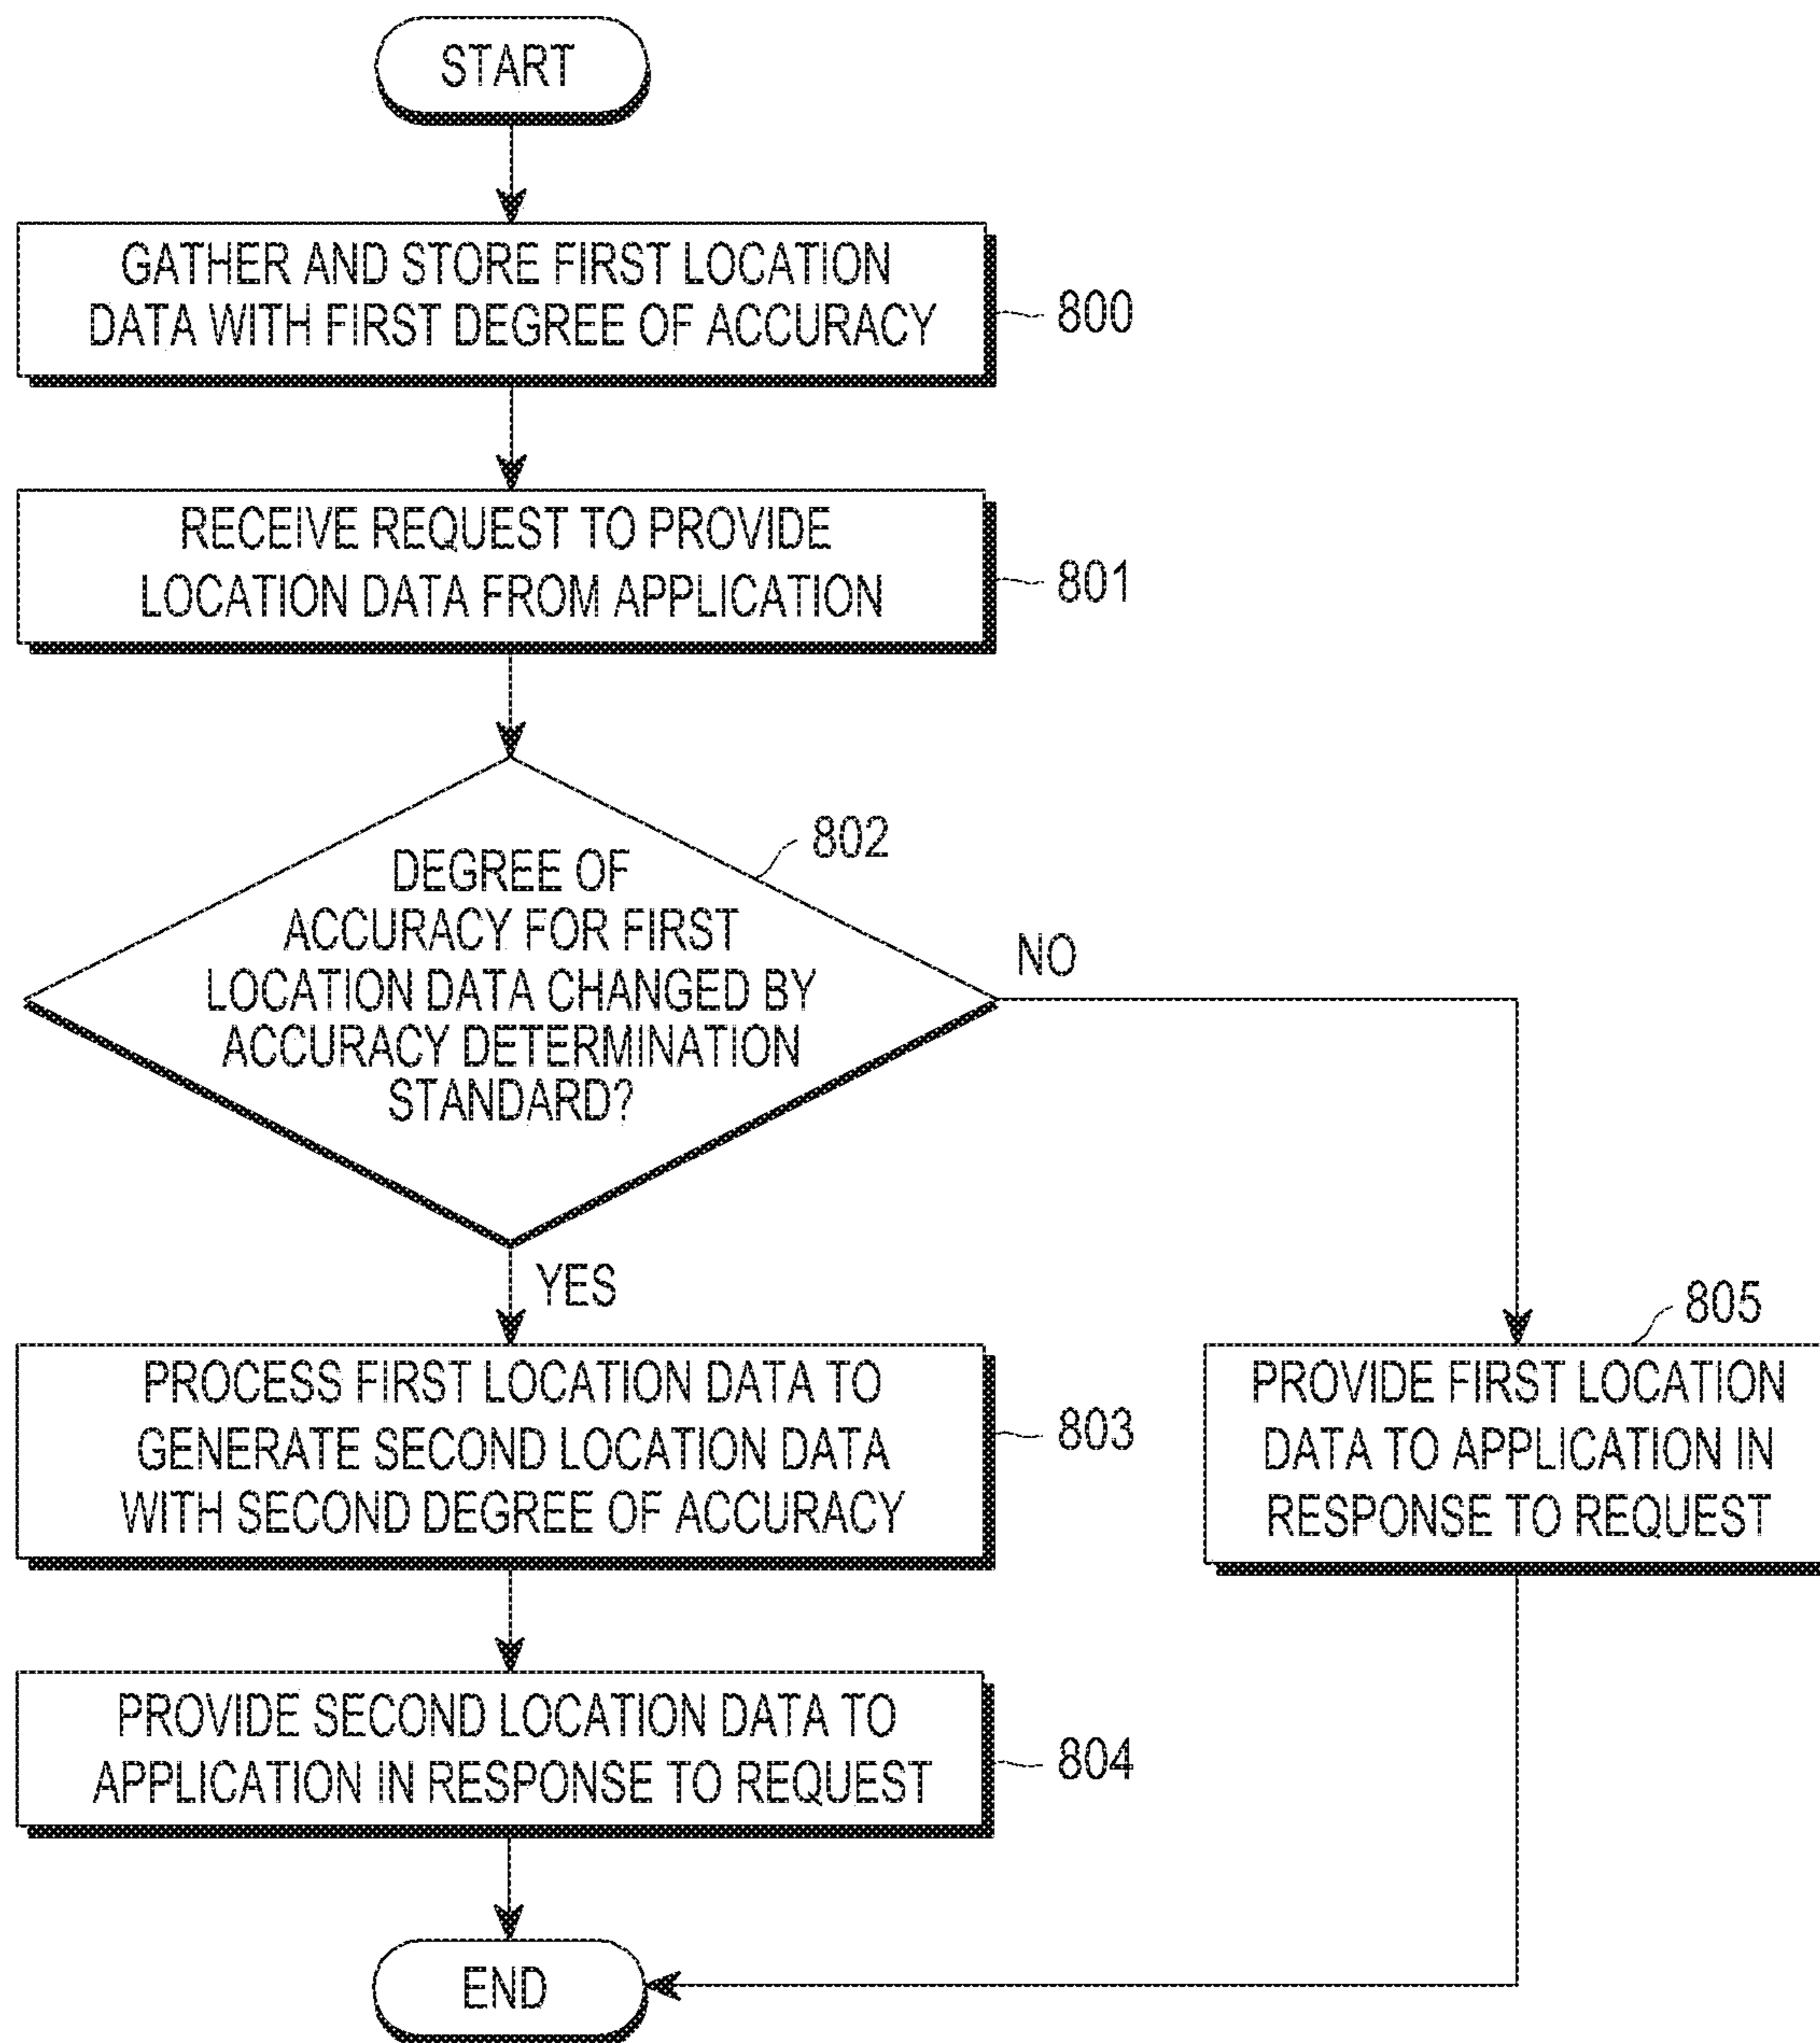 START
GATHER AND STORE FIRST LOCATION
DATA WITH FIRST DEGREE OF ACCURACY
800
RECEIVE REQUEST TO PROVIDE
LOCATION DATA FROM APPLICATION
801
802
DEGREE OF
ACCURACY FOR FIRST
LOCATION DATA CHANGED BY
ACCURACY DETERMINATION
STANDARD?
NO
YES
PROCESS FIRST LOCATION DATA TO
GENERATE SECOND LOCATION DATA
WITH SECOND DEGREE OF ACCURACY
803
805
PROVIDE FIRST LOCATION
DATA TO APPLICATION IN
RESPONSE TO REQUEST
PROVIDE SECOND LOCATION DATA TO
APPLICATION IN RESPONSE TO REQUEST
804
END